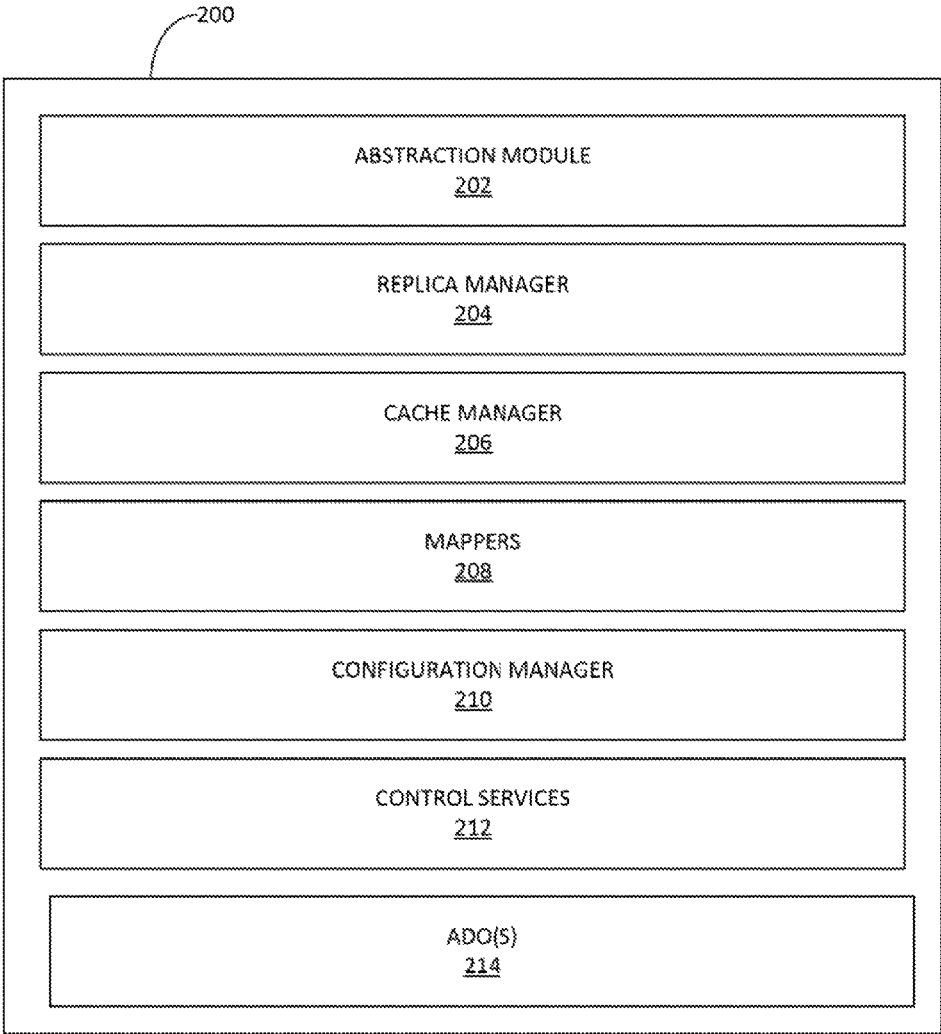 200
ABSTRACTION MODULE
202
REPLICA MANAGER
204
CACHE MANAGER
206
MAPPERS
208
CONFIGURATION MANAGER
210
CONTROL SERVICES
212
ADO(S)
214